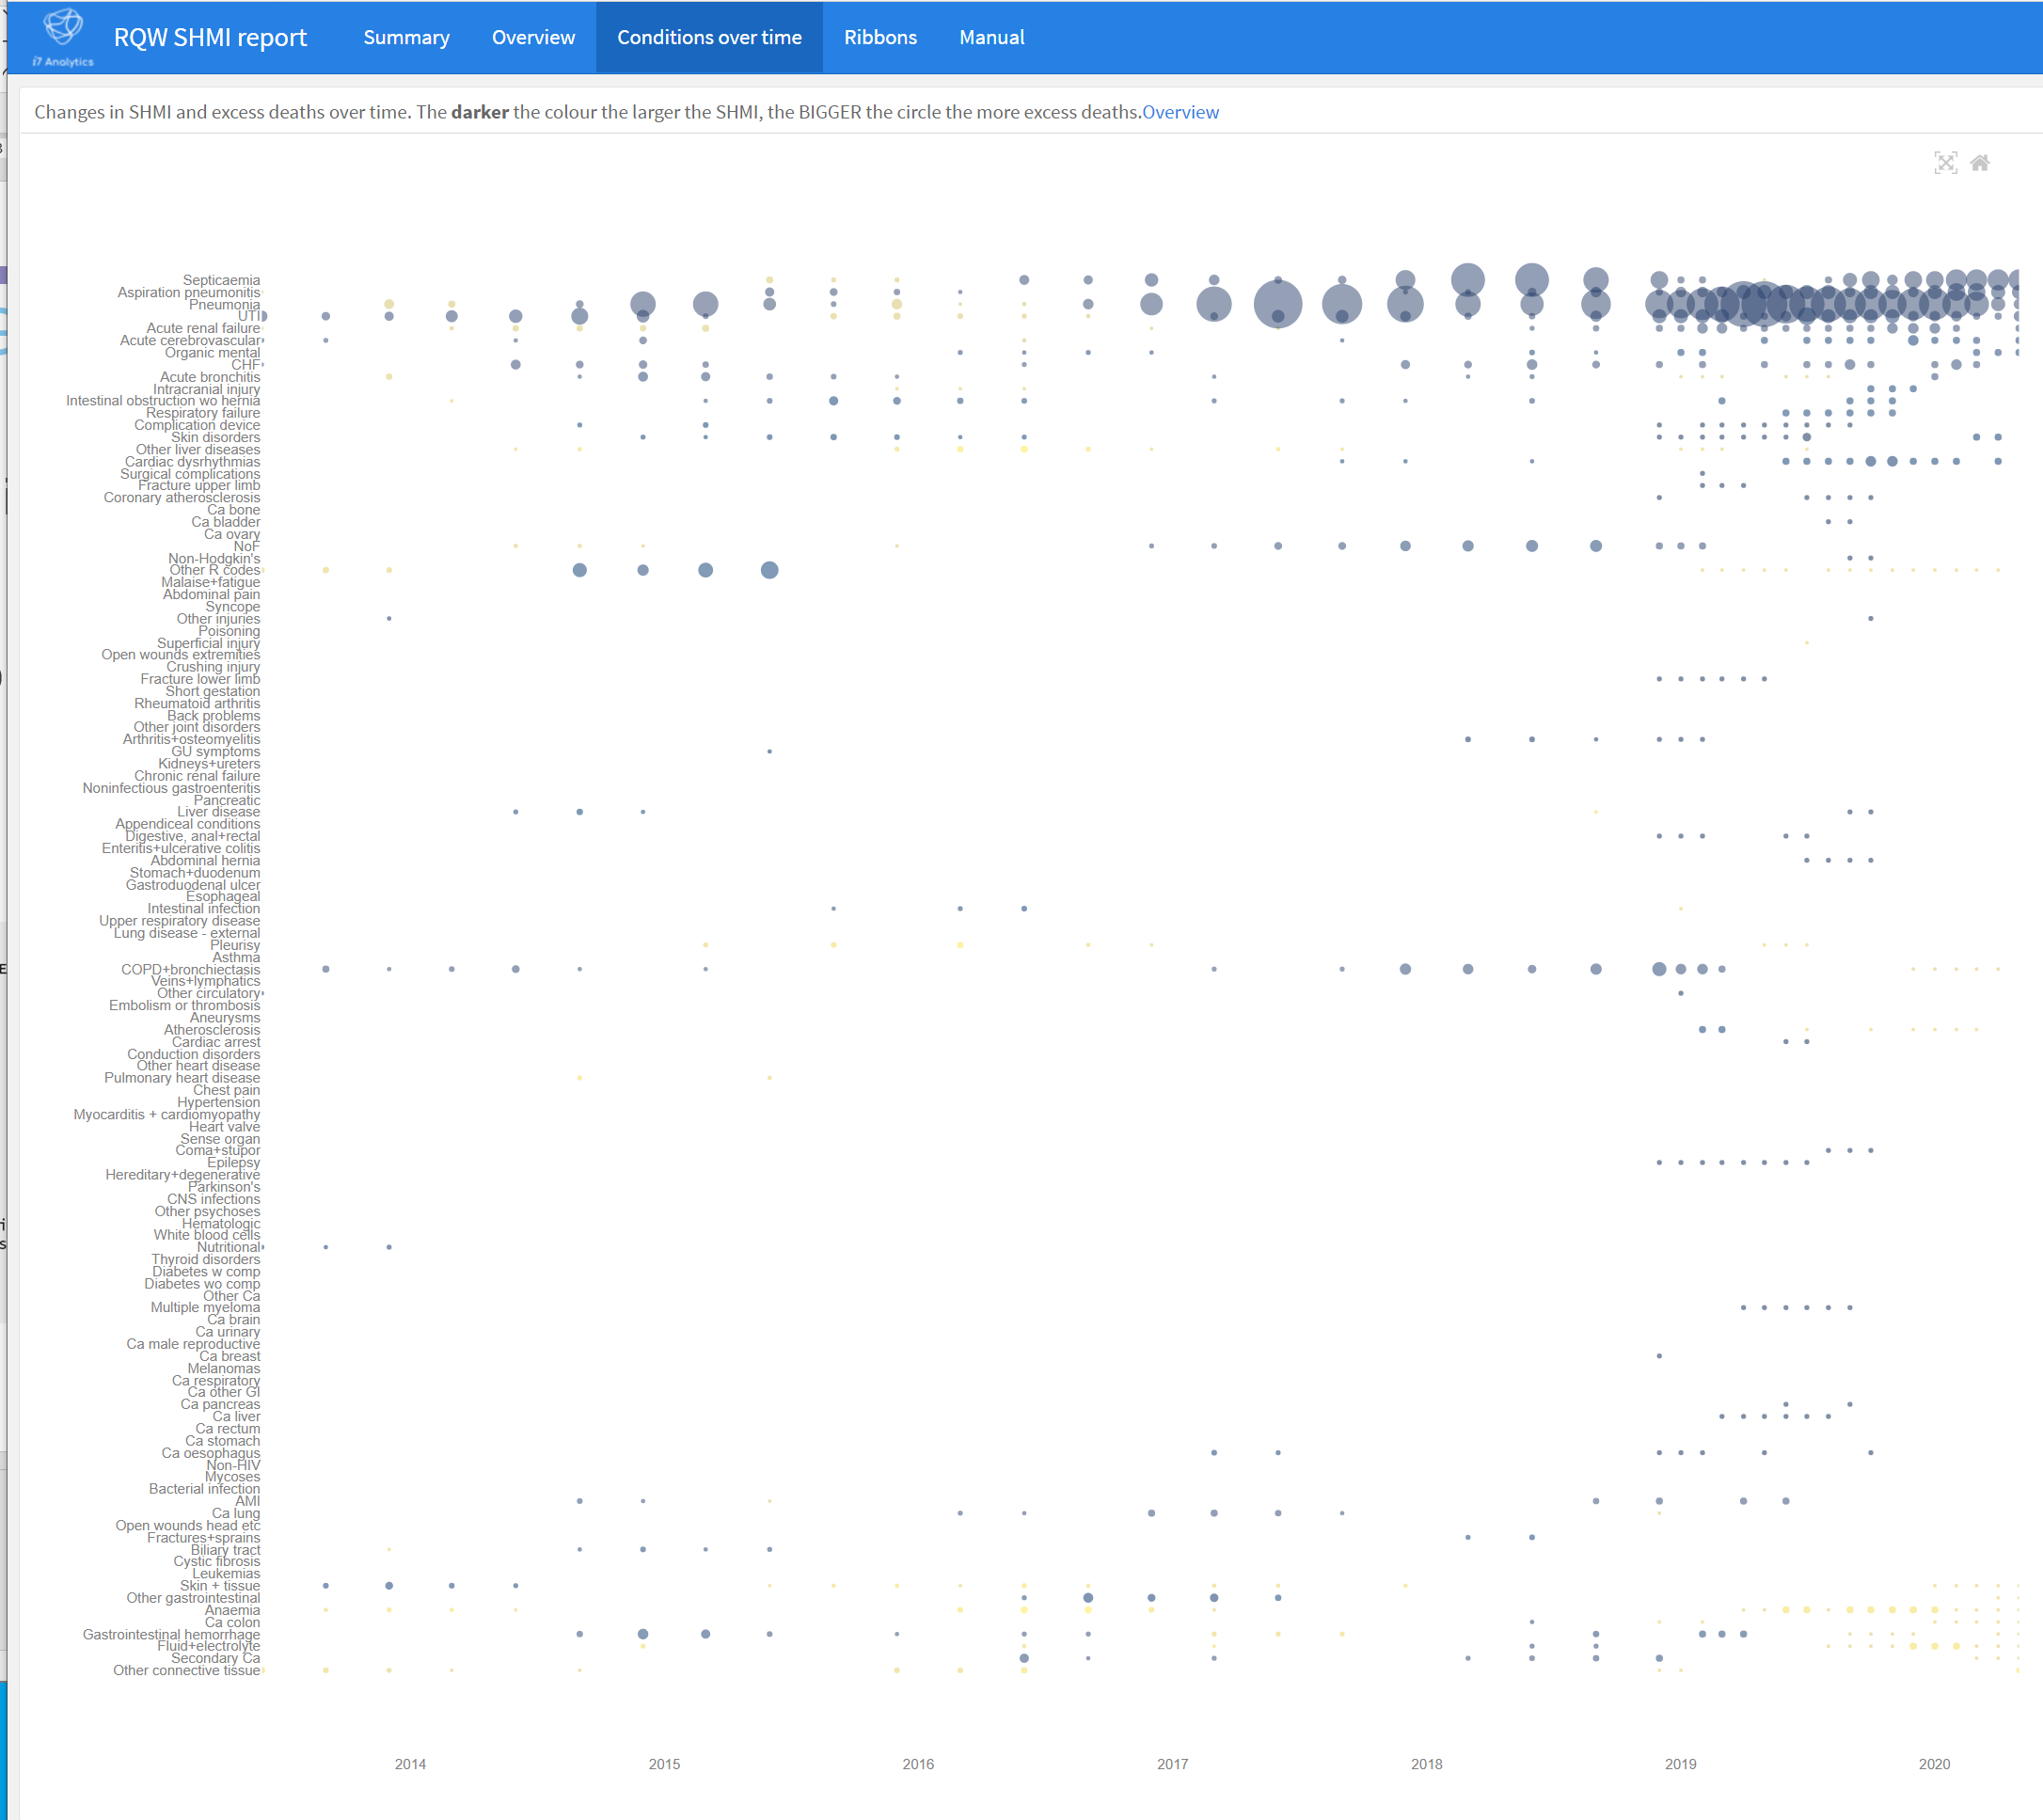 i7 Analytics
RQW SHMI report
Summary
Overview
Conditions over time
Ribbons
Manual
Changes in SHMI and excess deaths over time. The darker the colour the larger the SHMI, the BIGGER the circle the more excess deaths.Overview
Septicaemia
Aspiration pneumonitis
Pneumonia
UTI
Acute renal failure
Acute cerebrovascular
Organic mental
CHF
Acute bronchitis
Intracranial injury
Intestinal obstruction wo hernia
Respiratory failure
Complication device
Skin disorders
Other liver diseases
Cardiac dysrhythmias
Surgical complications
Fracture upper limb
Coronary atherosclerosis
Ca bone
Ca bladder
Ca ovary
NoF
Non-Hodgkin's
Other R codes
Malaise+fatigue
Abdominal pain
Syncope
Other injuries
Poisoning
Superficial injury
Open wounds extremities
Crushing injury
Fracture lower limb
Short gestation
Rheumatoid arthritis
Back problems
Other joint disorders
Arthritis+osteomyelitis
GU symptoms
Kidneys+ureters
Chronic renal failure
Noninfectious gastroenteritis
Pancreatic
Liver disease
Appendiceal conditions
Digestive, anal+rectal
Enteritis+ulcerative colitis
Abdominal hernia
Stomach+duodenum
Gastroduodenal ulcer
Esophageal
Intestinal infection
Upper respiratory disease
Lung disease - external
Pleurisy
Asthma
COPD+bronchiectasis
Veins+lymphatics
Other circulatory
Embolism or thrombosis
Aneurysms
Atherosclerosis
Cardiac arrest
Conduction disorders
Other heart disease
Pulmonary heart disease
Chest pain
Hypertension
Myocarditis + cardiomyopathy
Heart valve
Sense organ
Coma+stupor
Epilepsy
Hereditary+degenerative
Parkinson's
CNS infections
Other psychoses
Hematologic
White blood cells
Nutritional
Thyroid disorders
Diabetes w comp
Diabetes wo comp
Other Ca
Multiple myeloma
Ca brain
Ca urinary
Ca male reproductive
Ca breast
Melanomas
Ca respiratory
Ca other GI
Ca pancreas
Ca liver
Ca rectum
Ca stomach
Ca oesophagus
Non-HIV
Mycoses
Bacterial infection
AMI
Ca lung
Open wounds head etc
Fractures+sprains
Biliary tract
Cystic fibrosis
Leukemias
Skin + tissue
Other gastrointestinal
Anaemia
Ca colon
Gastrointestinal hemorrhage
Fluid+electrolyte
Secondary Ca
Other connective tissue
2014
2015
2016
2017
2018
2019
2020